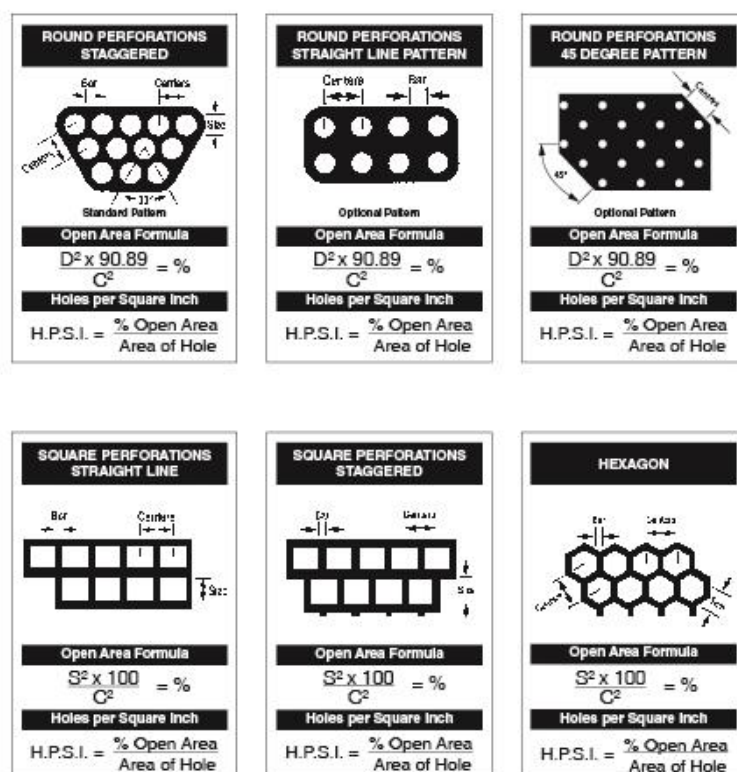 ROUND PERFORATIONS
STAGGERED
Bar Centers
Size
Centers
Standard Pattern
Open Area Formula
D² x 90.89
C²
= %
Holes per Square Inch
H.P.S.I. = % Open Area
Area of Hole
ROUND PERFORATIONS
STRAIGHT LINE PATTERN
Centers Bar
Optional Pattern
Open Area Formula
D² x 90.89
C²
= %
Holes per Square Inch
H.P.S.I. = % Open Area
Area of Hole
ROUND PERFORATIONS
45 DEGREE PATTERN
Centers
45°
Optional Pattern
Open Area Formula
D² x 90.89
C²
= %
Holes per Square Inch
H.P.S.I. = % Open Area
Area of Hole
SQUARE PERFORATIONS
STRAIGHT LINE
Bar Centers
Size
Open Area Formula
S² x 100
C²
= %
Holes per Square Inch
H.P.S.I. = % Open Area
Area of Hole
SQUARE PERFORATIONS
STAGGERED
Centers
Size
Open Area Formula
S² x 100
C²
= %
Holes per Square Inch
H.P.S.I. = % Open Area
Area of Hole
HEXAGON
Bar Centers
Centers
Open Area Formula
S² x 100
C²
= %
Holes per Square Inch
H.P.S.I. = % Open Area
Area of Hole